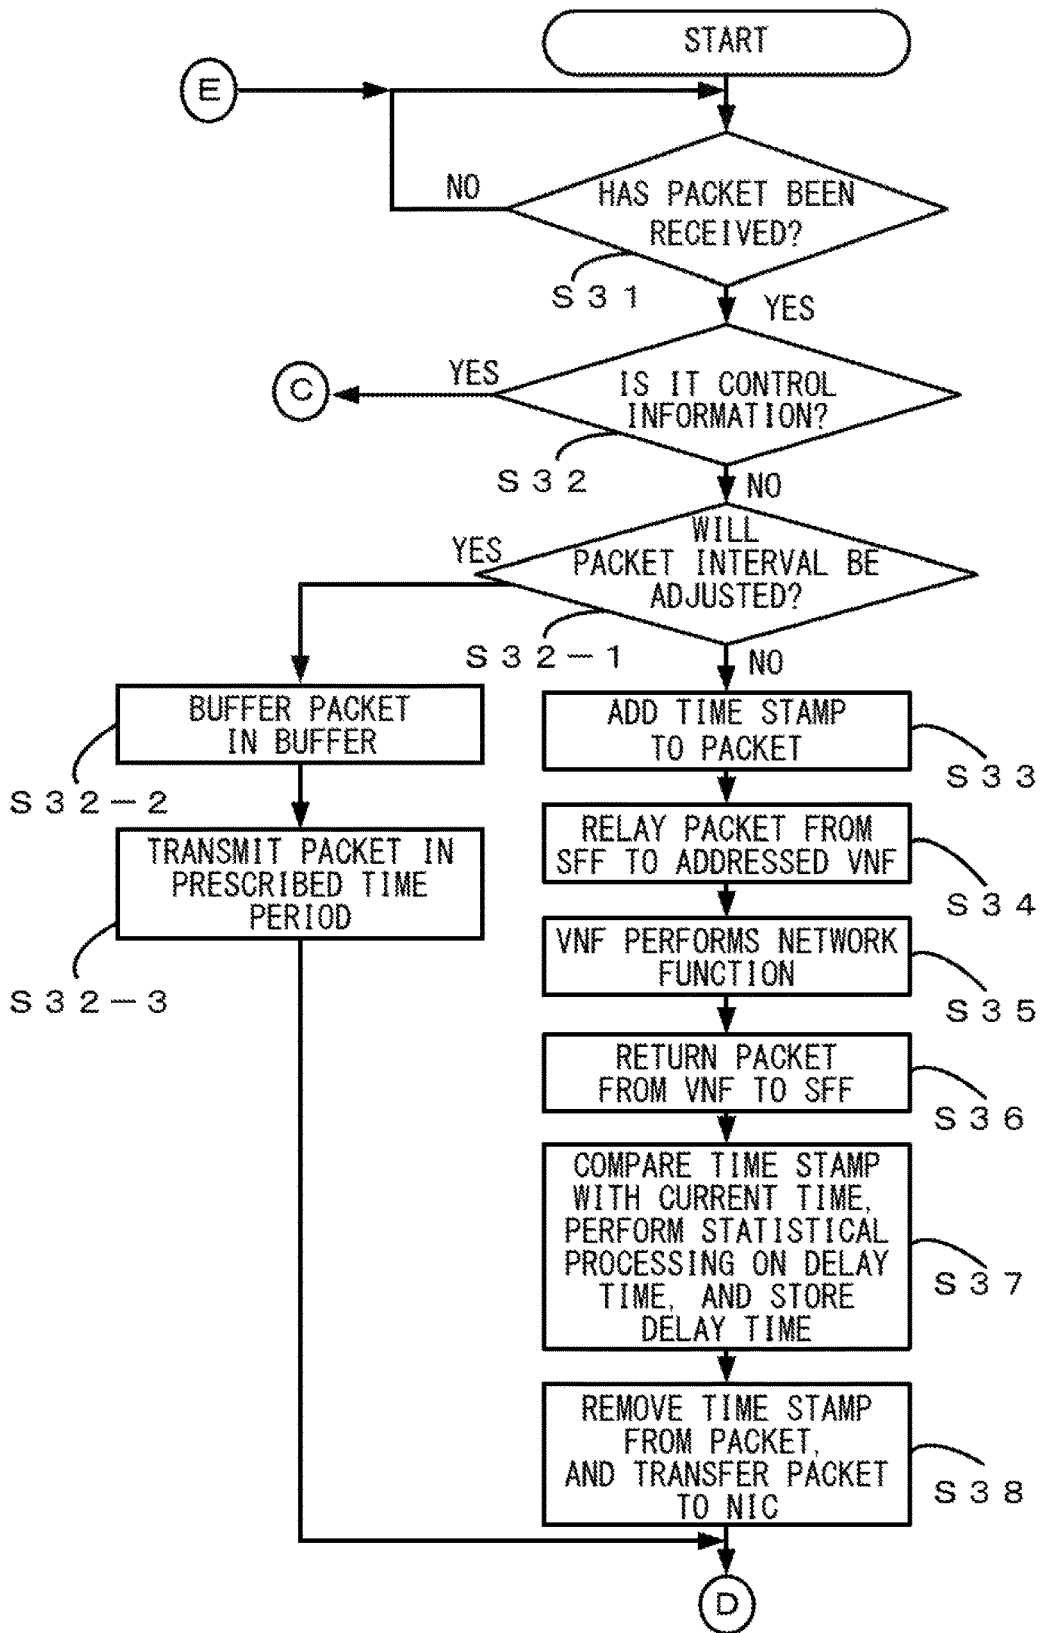 START
E
NO
HAS PACKET BEEN
RECEIVED?
S31
YES
C
YES
IS IT CONTROL
INFORMATION?
S32
NO
YES
WILL
PACKET INTERVAL BE
ADJUSTED?
S32-1
NO
BUFFER PACKET
IN BUFFER
S32-2
TRANSMIT PACKET IN
PRESCRIBED TIME
PERIOD
S32-3
ADD TIME STAMP
TO PACKET
S33
RELAY PACKET FROM
SFF TO ADDRESSED VNF
S34
VNF PERFORMS NETWORK
FUNCTION
S35
RETURN PACKET
FROM VNF TO SFF
S36
COMPARE TIME STAMP
WITH CURRENT TIME,
PERFORM STATISTICAL
PROCESSING ON DELAY
TIME, AND STORE
DELAY TIME
S37
REMOVE TIME STAMP
FROM PACKET,
AND TRANSFER PACKET
TO NIC
S38
D